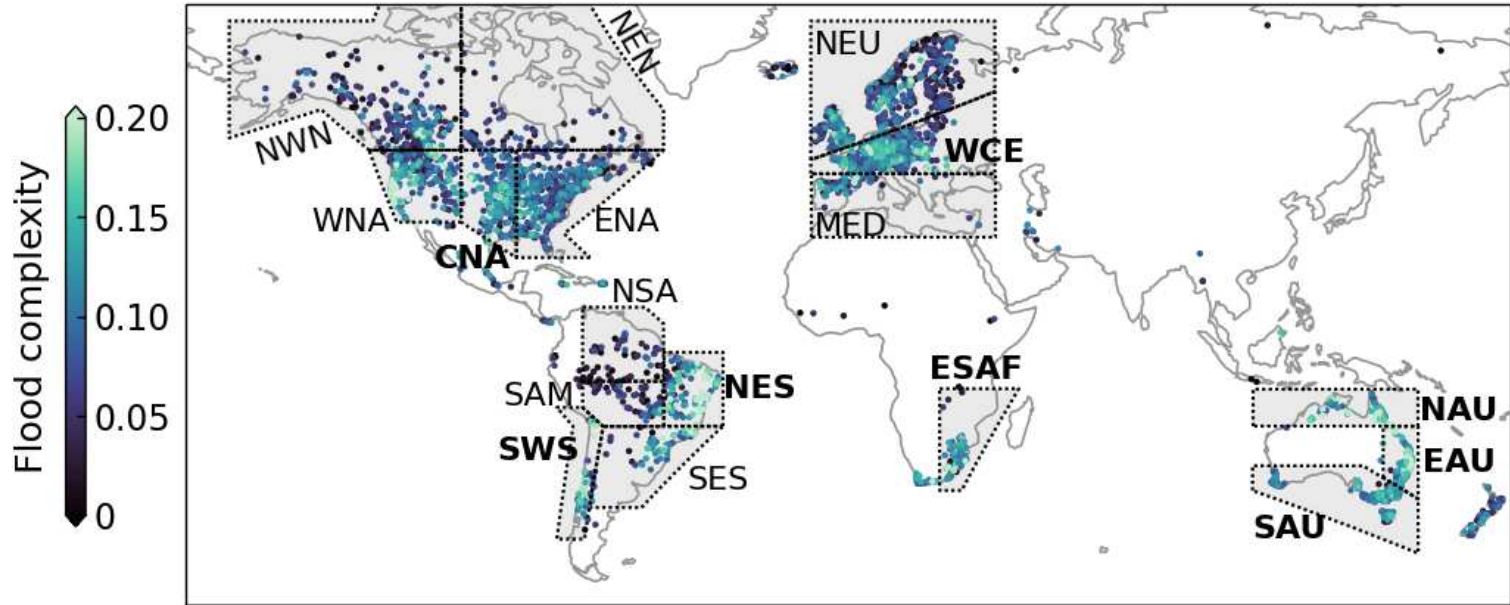 Flood complexity
0.20
0.15
0.10
0.05
0
NWN
NEN
WNA
CNA
ENA
NSA
SAM
NES
SWS
SES
NEU
WCE
MED
ESAF
NAU
EAU
SAU